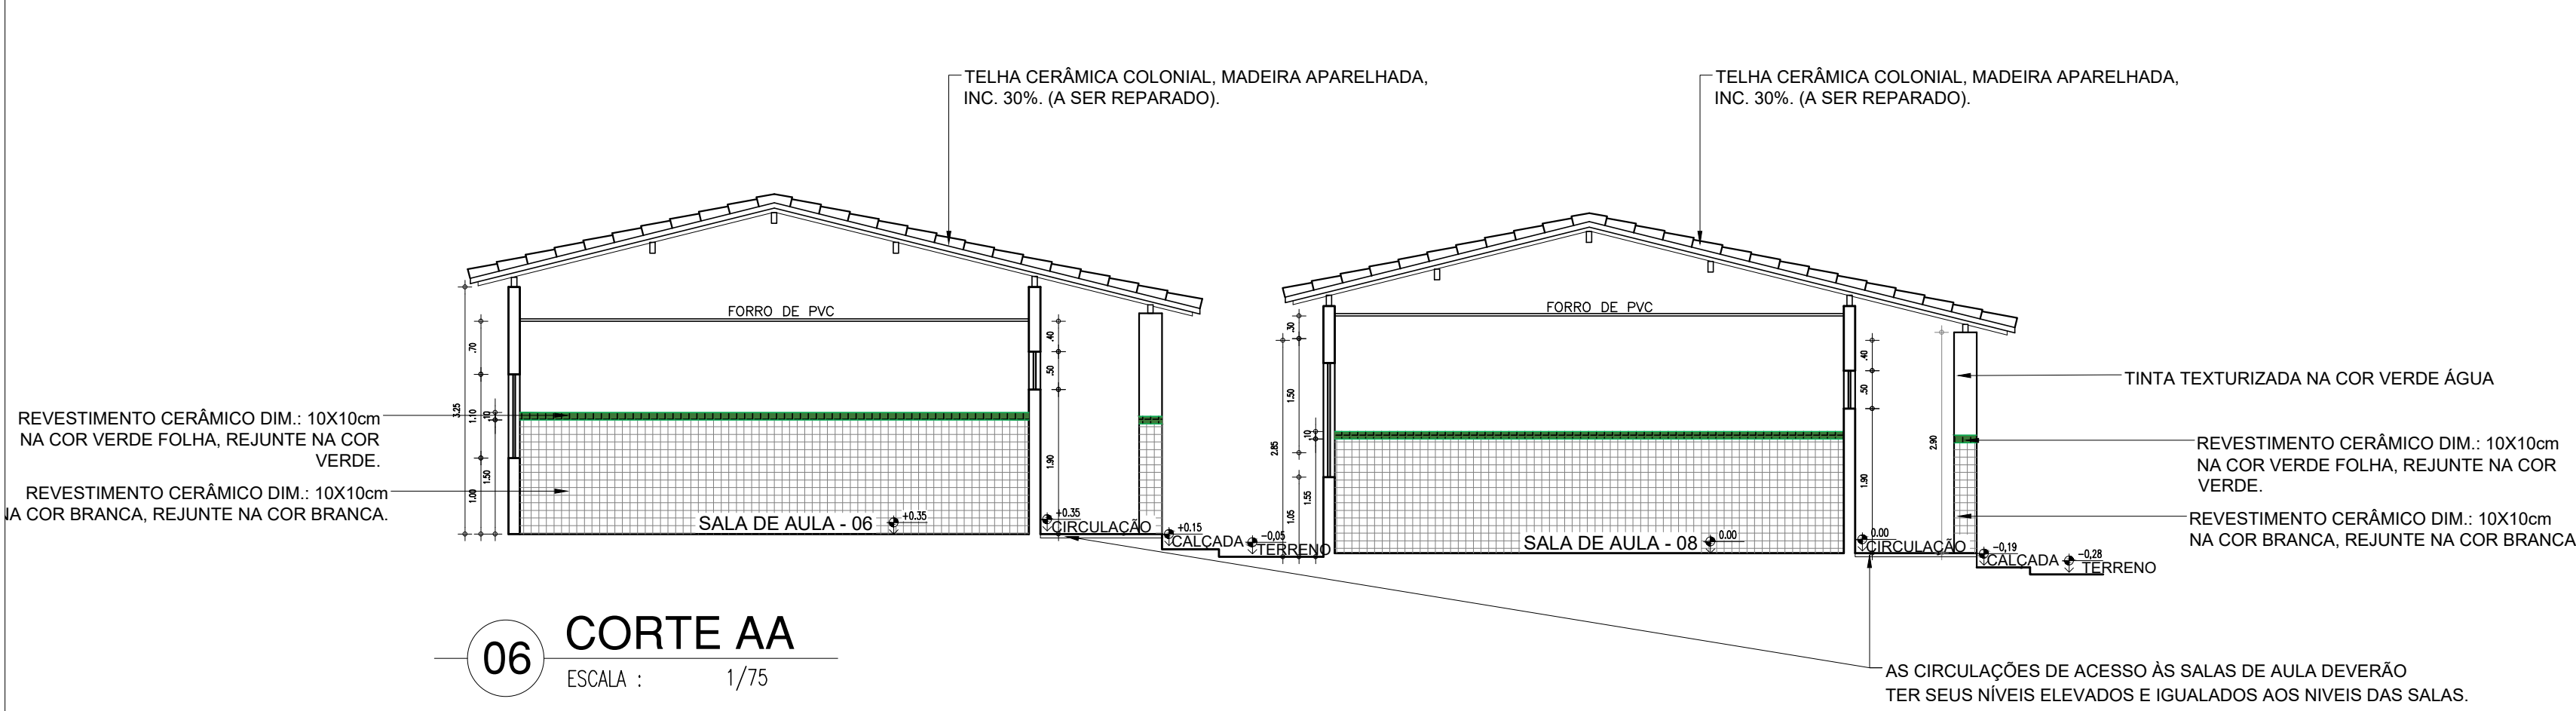 TELHA CERÂMICA COLONIAL, MADEIRA APARELHADA,
INC. 30%. (A SER REPARADO).
TELHA CERÂMICA COLONIAL, MADEIRA APARELHADA,
INC. 30%. (A SER REPARADO).
FORRO DE PVC
FORRO DE PVC
3.25
.70
1.10
1.00
.10
1.50
.40
.50
1.90
2.85
.30
1.50
1.05
.10
1.55
.40
.50
1.90
2.90
REVESTIMENTO CERÂMICO DIM.: 10X10cm
NA COR VERDE FOLHA, REJUNTE NA COR
VERDE.
REVESTIMENTO CERÂMICO DIM.: 10X10cm
NA COR BRANCA, REJUNTE NA COR BRANCA.
TINTA TEXTURIZADA NA COR VERDE ÁGUA
REVESTIMENTO CERÂMICO DIM.: 10X10cm
NA COR VERDE FOLHA, REJUNTE NA COR
VERDE.
REVESTIMENTO CERÂMICO DIM.: 10X10cm
NA COR BRANCA, REJUNTE NA COR BRANCA
SALA DE AULA - 06
+0.35
+0.35
CIRCULAÇÃO
+0.15
CALÇADA
-0,05
TERRENO
SALA DE AULA - 08
0.00
0.00
CIRCULAÇÃO
-0,19
CALÇADA
-0,28
TERRENO
06
CORTE AA
ESCALA : 1/75
AS CIRCULAÇÕES DE ACESSO ÀS SALAS DE AULA DEVERÃO
TER SEUS NÍVEIS ELEVADOS E IGUALADOS AOS NIVEIS DAS SALAS.